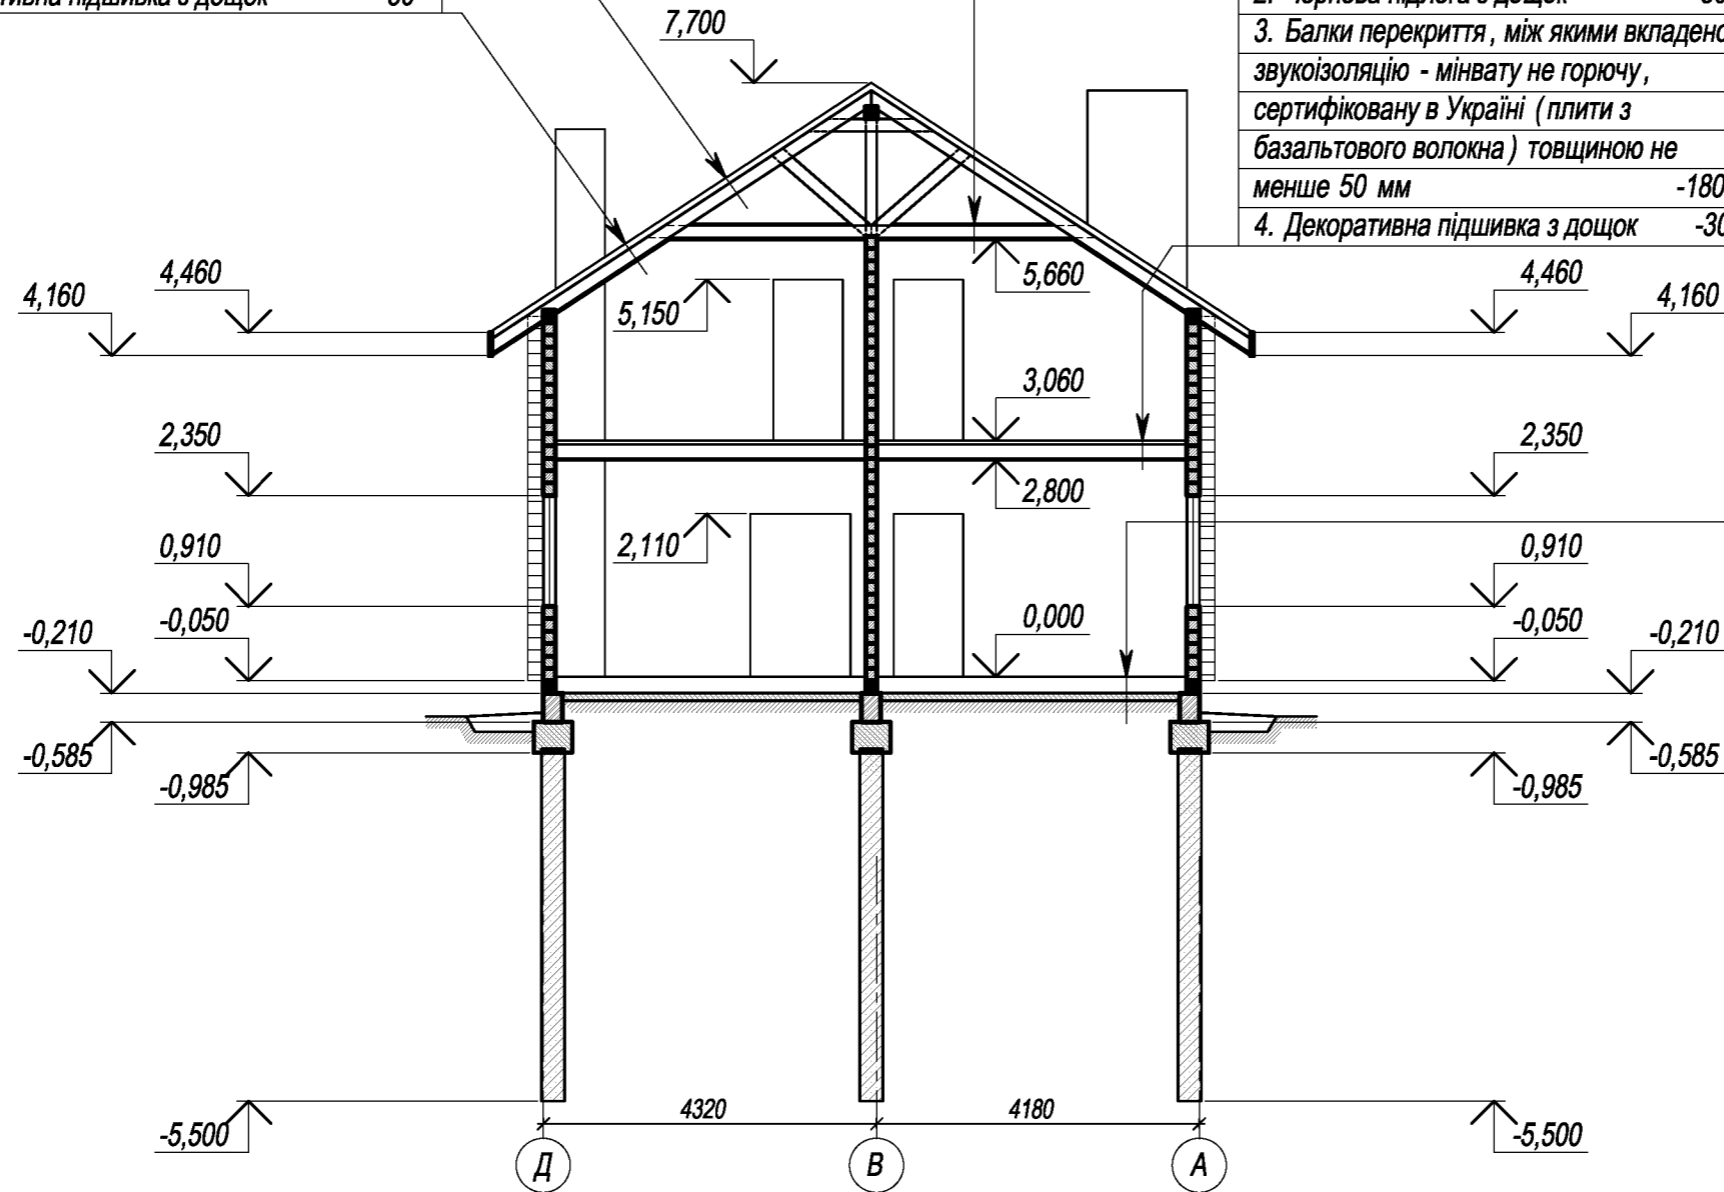 підшивка з дощок
7,700
3. Балки перекриття, між якими вкладено
звукоізоляцію - мінвату не горючу,
сертифіковану в Україні (плити з
базальтового волокна) товщиною не
менше 50 мм -180
4. Декоративна підшивка з дощок -30
4,160
4,460
5,150
5,660
4,460
4,160
3,060
2,350
2,350
2,800
0,910
2,110
0,910
-0,210
-0,050
0,000
-0,050
-0,210
-0,585
-0,985
-0,985
-0,585
4320
4180
-5,500
-5,500
Д
В
А